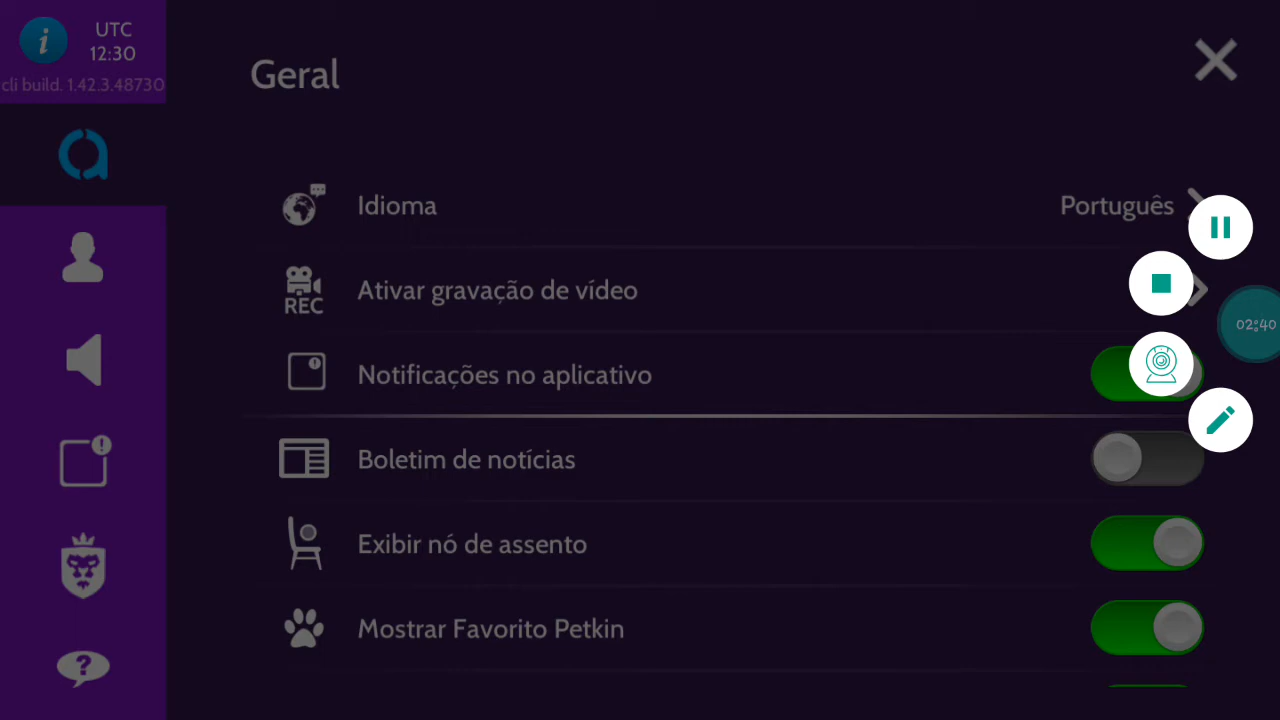 UTC
12:30
cli build. 1.42.3.48730
Geral
Idioma
Português
REC
Ativar gravação de vídeo
Notificações no aplicativo
Boletim de notícias
Exibir nó de assento
Mostrar Favorito Petkin
02:40